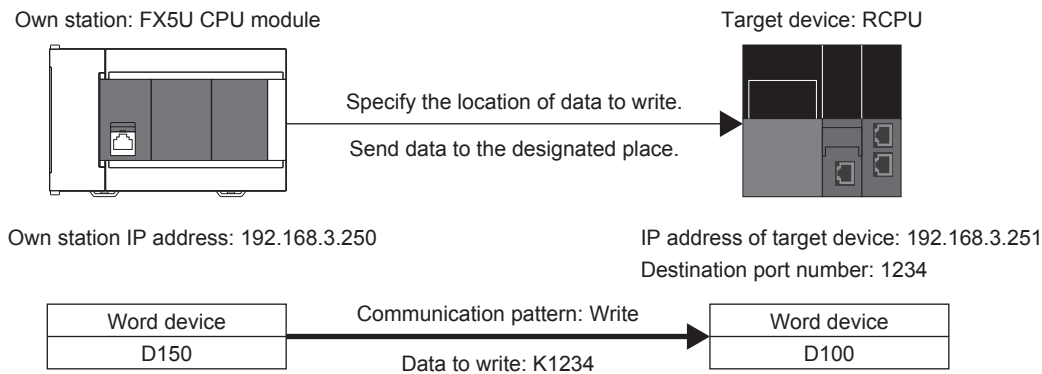 Own station: FX5U CPU module
Target device: RCPU
Specify the location of data to write.
Send data to the designated place.
Own station IP address: 192.168.3.250
IP address of target device: 192.168.3.251
Destination port number: 1234
Word device
D150
Communication pattern: Write
Data to write: K1234
Word device
D100